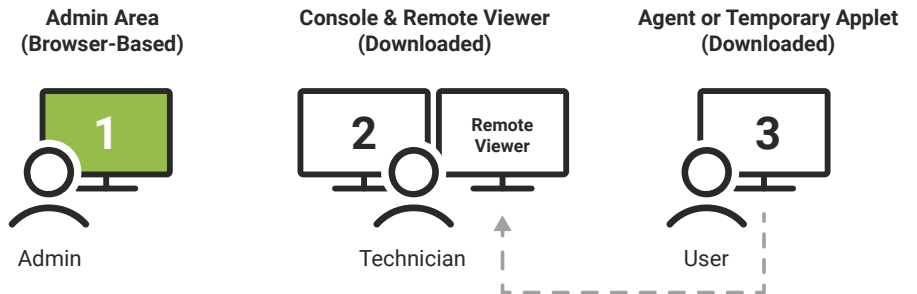 Admin Area
(Browser-Based)
Console & Remote Viewer
(Downloaded)
Agent or Temporary Applet
(Downloaded)
1
2
Remote
Viewer
3
Admin
Technician
User